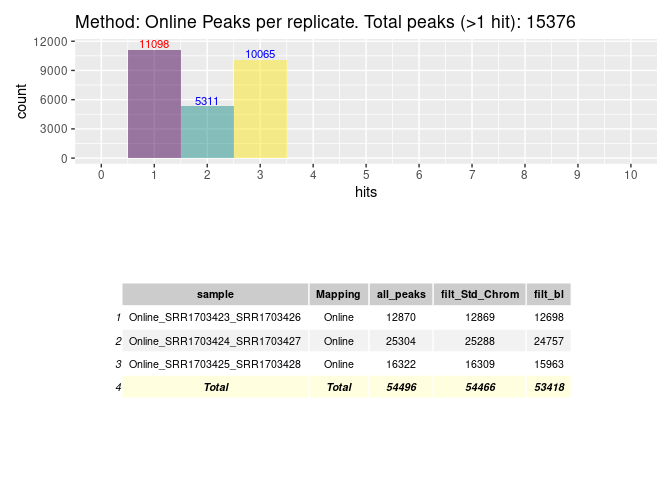 Method: Online Peaks per replicate. Total peaks (>1 hit): 15376
12000
9000
6000
3000
0
count
11098
5311
10065
0 1 2 3 4 5 6 7 8 9 10
hits
sample Mapping all_peaks filt_Std_Chrom filt_bl
1 Online_SRR1703423_SRR1703426 Online 12870 12869 12698
2 Online_SRR1703424_SRR1703427 Online 25304 25288 24757
3 Online_SRR1703425_SRR1703428 Online 16322 16309 15963
4 Total Total 54496 54466 53418